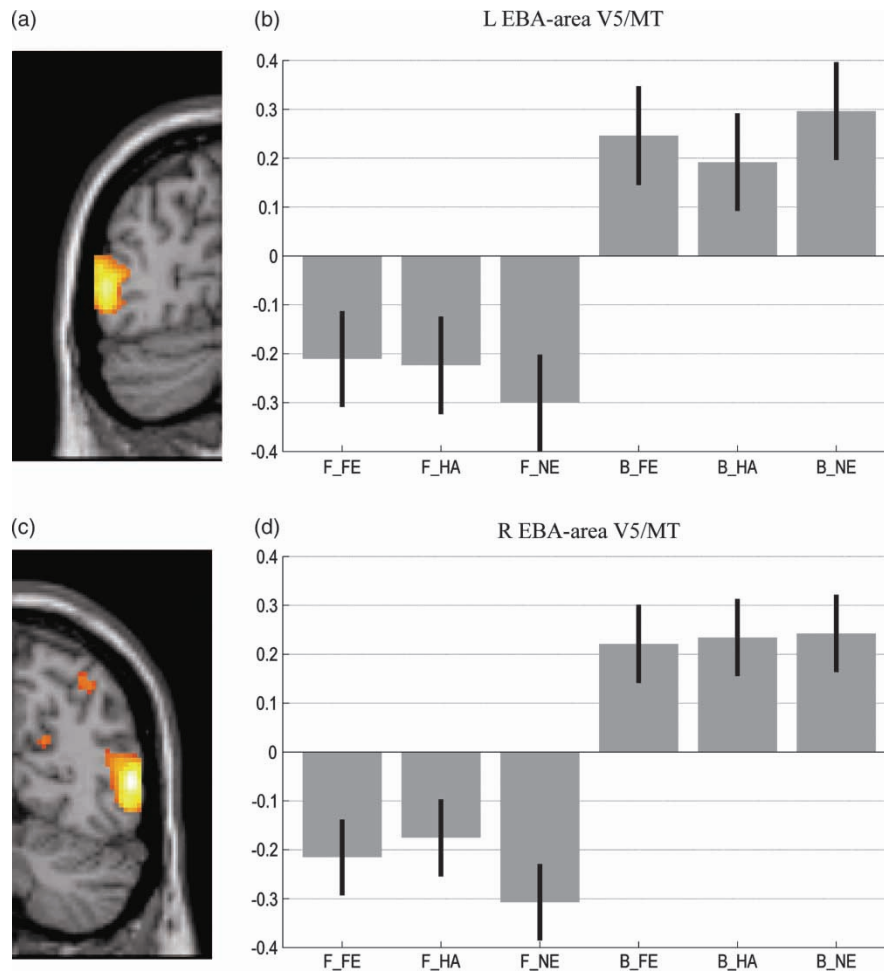 (a)
(b)
L EBA-area V5/MT
0.4
0.3
0.2
0.1
0
-0.1
-0.2
-0.3
-0.4
F_FE F_HA F_NE B_FE B_HA B_NE
(c)
(d)
R EBA-area V5/MT
0.4
0.3
0.2
0.1
0
-0.1
-0.2
-0.3
-0.4
F_FE F_HA F_NE B_FE B_HA B_NE